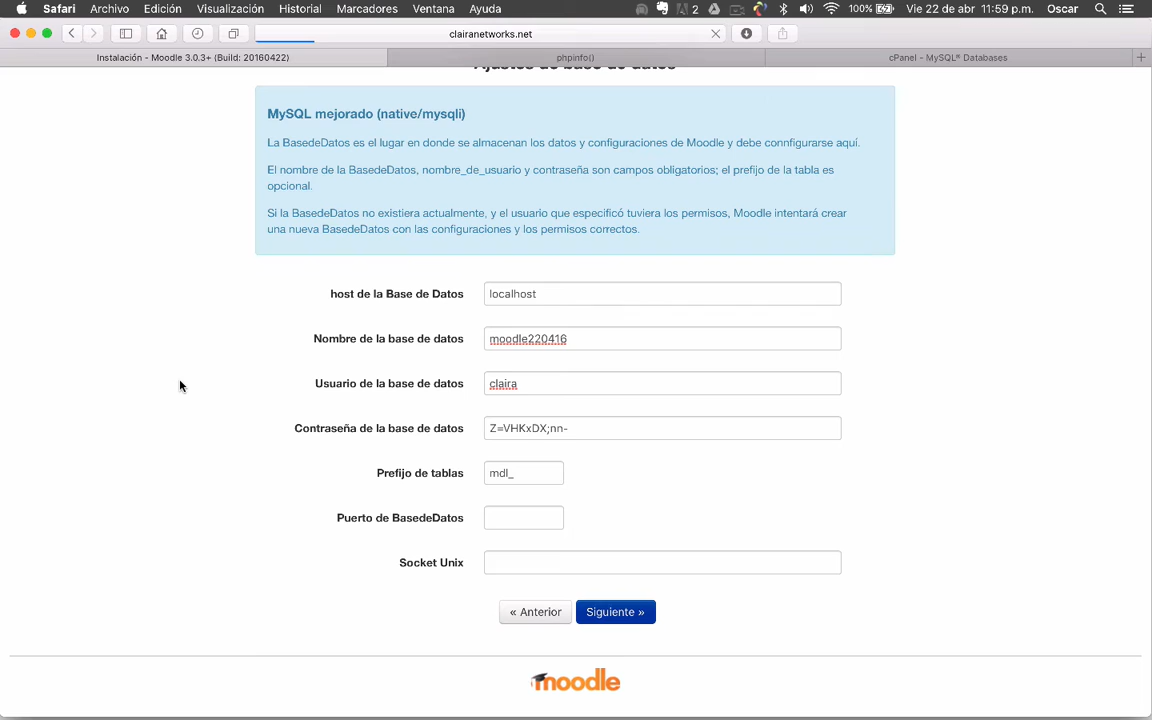 Safari Archivo Edición Visualización Historial Marcadores Ventana Ayuda 2 100% Vie 22 de abr 11:59 p.m. Oscar
clairanetworks.net
Instalación - Moodle 3.0.3+ (Build: 20160422) phpinfo() cPanel - MySQL® Databases
Ajustes de base de datos
MySQL mejorado (native/mysqli)
La BasedeDatos es el lugar en donde se almacenan los datos y configuraciones de Moodle y debe connfigurarse aquí.
El nombre de la BasedeDatos, nombre_de_usuario y contraseña son campos obligatorios; el prefijo de la tabla es
opcional.
Si la BasedeDatos no existiera actualmente, y el usuario que especificó tuviera los permisos, Moodle intentará crear
una nueva BasedeDatos con las configuraciones y los permisos correctos.
host de la Base de Datos localhost
Nombre de la base de datos moodle220416
Usuario de la base de datos claira
Contraseña de la base de datos Z=VHKxDX;nn-
Prefijo de tablas mdl_
Puerto de BasedeDatos
Socket Unix
« Anterior Siguiente »
moodle